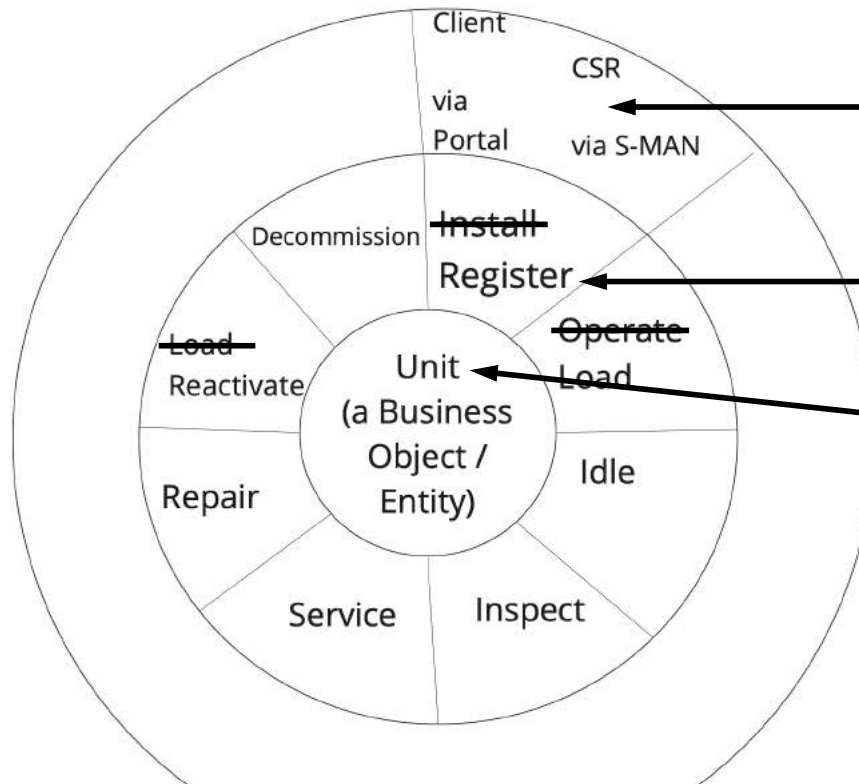 Client
CSR
via
Portal
via S-MAN
Decommission
Install
Register
Operate
Load
Load
Reactivate
Unit
(a Business
Object /
Entity)
Idle
Repair
Service
Inspect